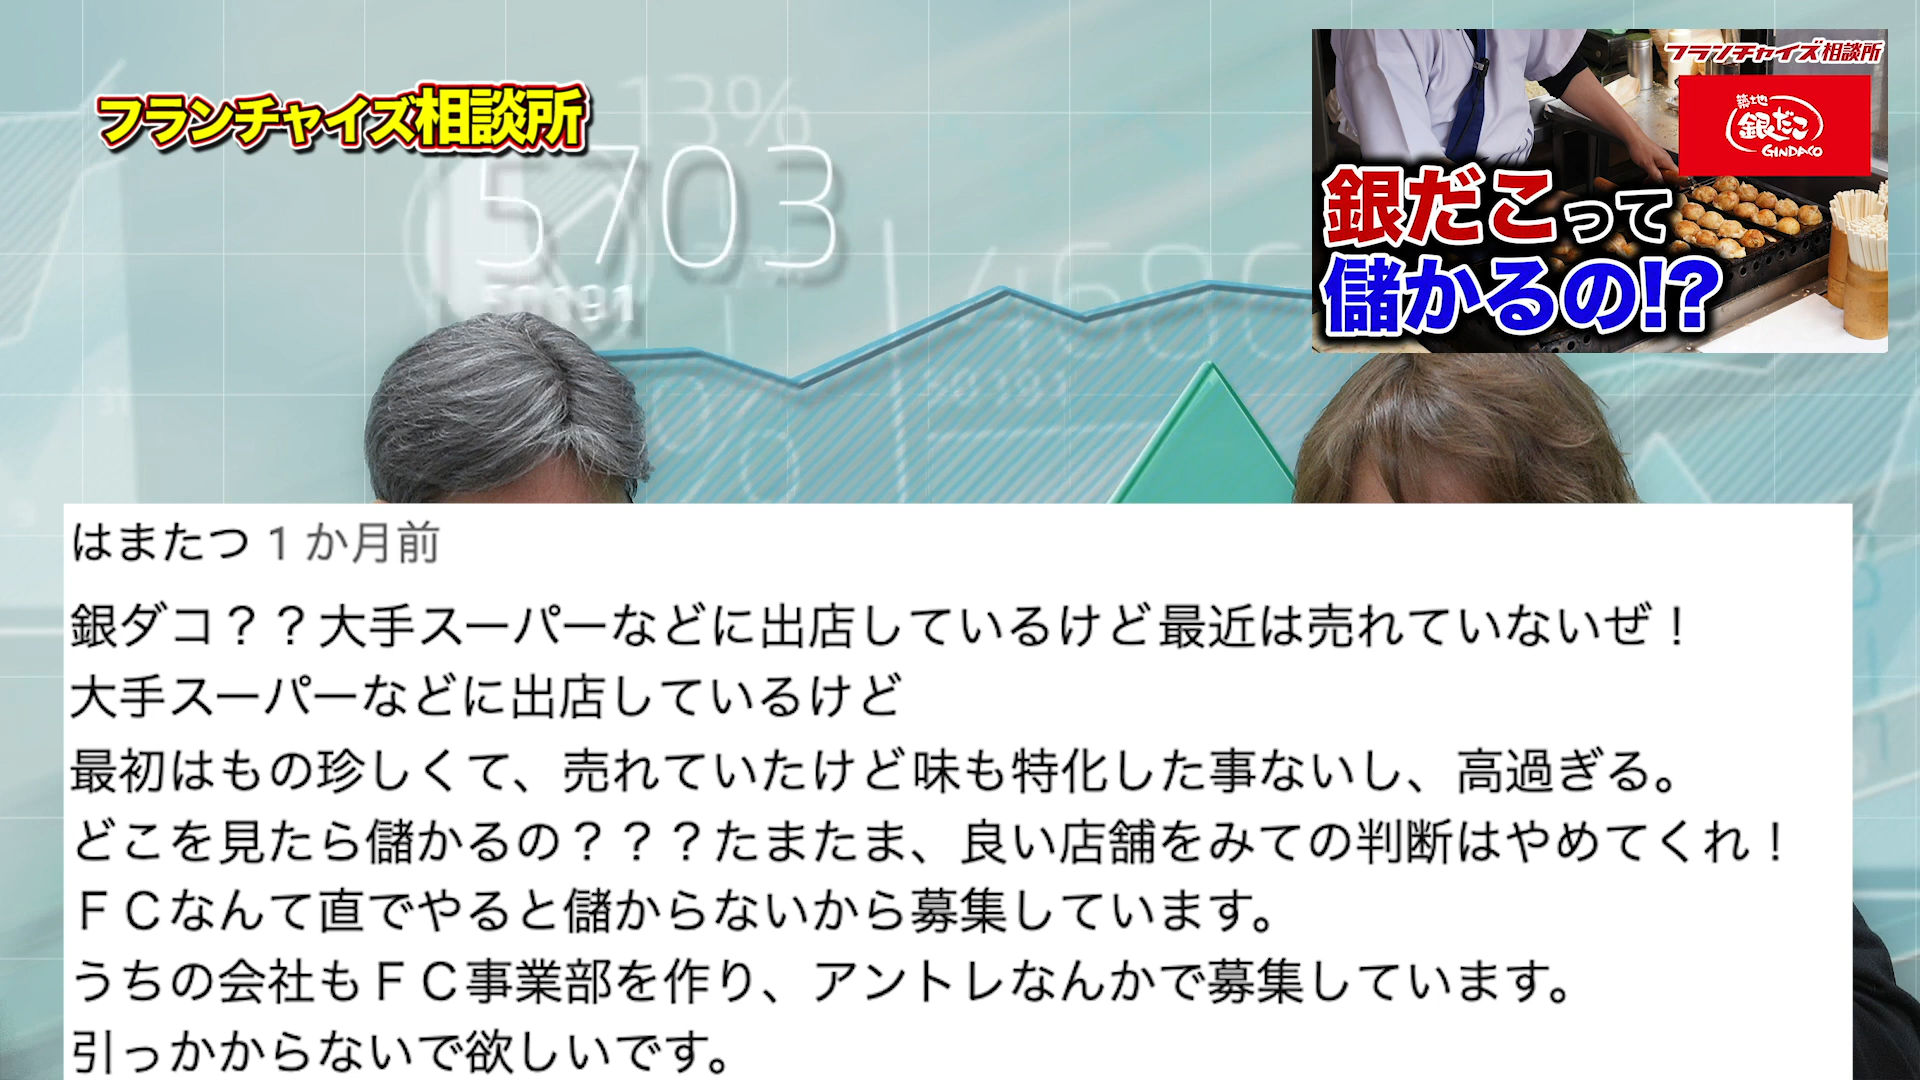 フランチャイズ相談所
13%
5703
50,191
フランチャイズ相談所
築地
銀だこ
GINDACO
銀だこって
儲かるの!?
はまたつ 1 か月前
銀ダコ？？大手スーパーなどに出店しているけど最近は売れていないぜ！
大手スーパーなどに出店しているけど
最初はもの珍しくて、売れていたけど味も特化した事ないし、高過ぎる。
どこを見たら儲かるの？？？たまたま、良い店舗をみての判断はやめてくれ！
ＦＣなんて直でやると儲からないから募集しています。
うちの会社もＦＣ事業部を作り、アントレなんかで募集しています。
引っかからないで欲しいです。